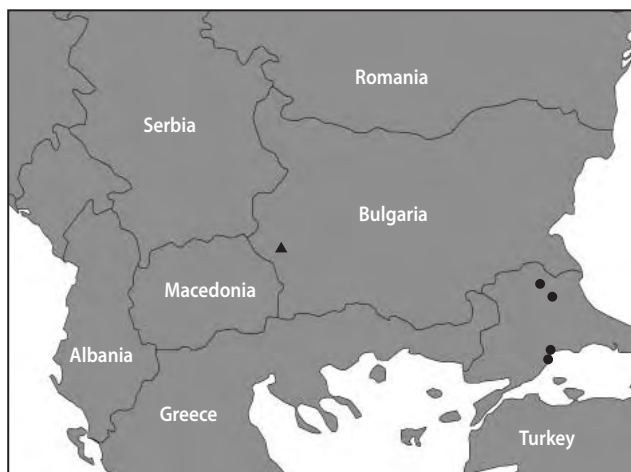 Romania
Serbia
Bulgaria
Macedonia
Albania
Greece
Turkey